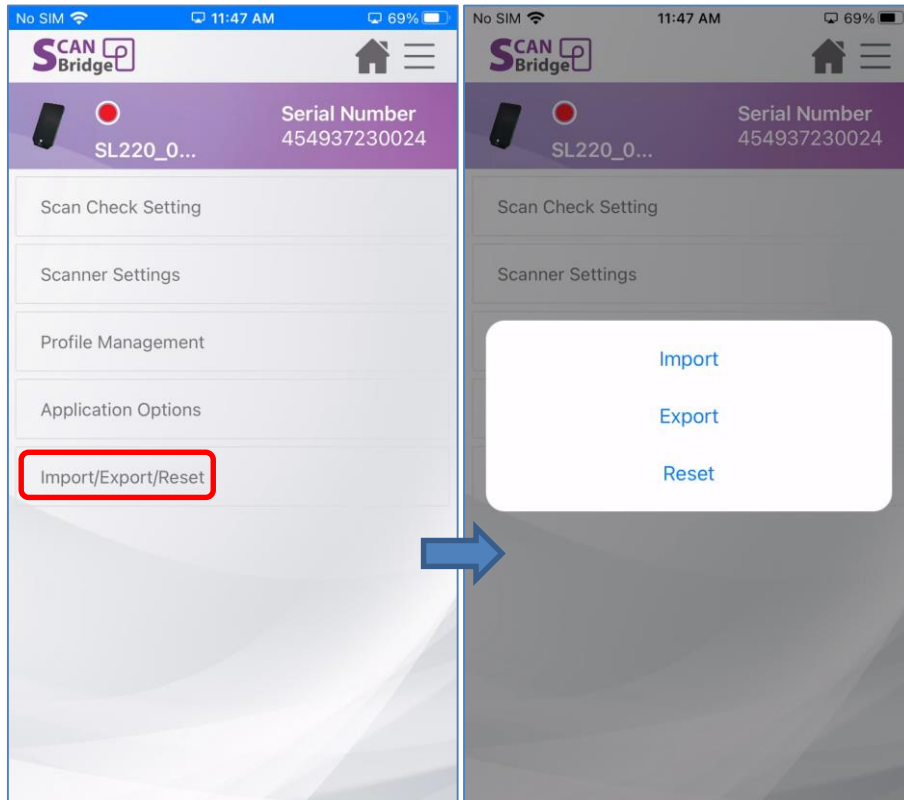 No SIM 11:47 AM 69%
SCAN
Bridge
Serial Number
SL220_0... 454937230024
Scan Check Setting
Scanner Settings
Profile Management
Application Options
Import/Export/Reset
No SIM 11:47 AM 69%
SCAN
Bridge
Serial Number
SL220_0... 454937230024
Scan Check Setting
Scanner Settings
Import
Export
Reset